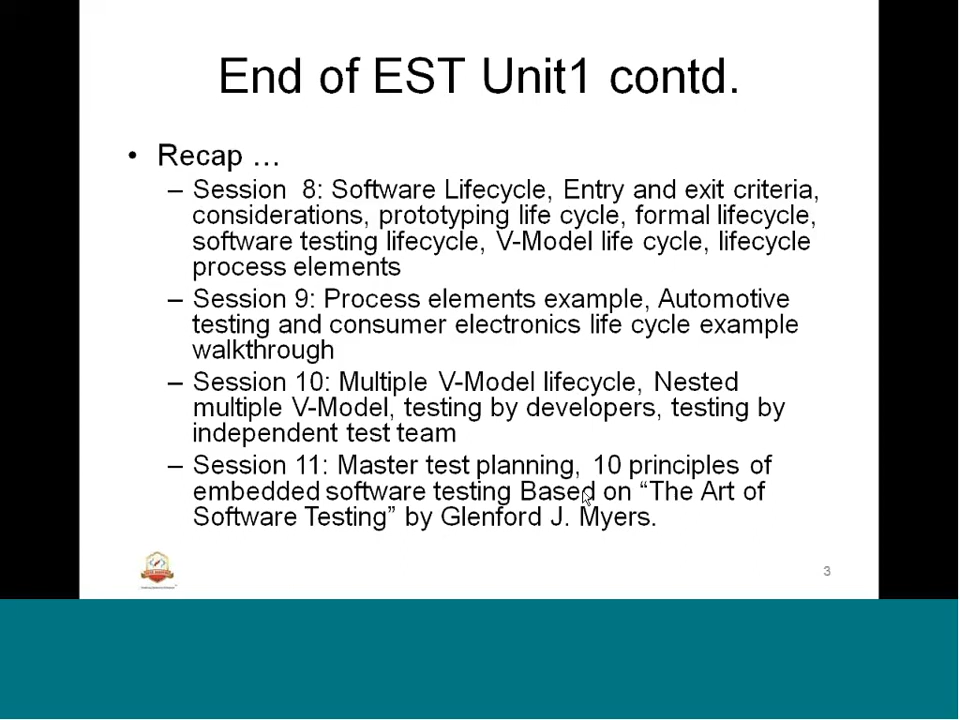 End of EST Unit1 contd.
• Recap …
– Session 8: Software Lifecycle, Entry and exit criteria,
considerations, prototyping life cycle, formal lifecycle,
software testing lifecycle, V-Model life cycle, lifecycle
process elements
– Session 9: Process elements example, Automotive
testing and consumer electronics life cycle example
walkthrough
– Session 10: Multiple V-Model lifecycle, Nested
multiple V-Model, testing by developers, testing by
independent test team
– Session 11: Master test planning, 10 principles of
embedded software testing Based on “The Art of
Software Testing” by Glenford J. Myers.
3